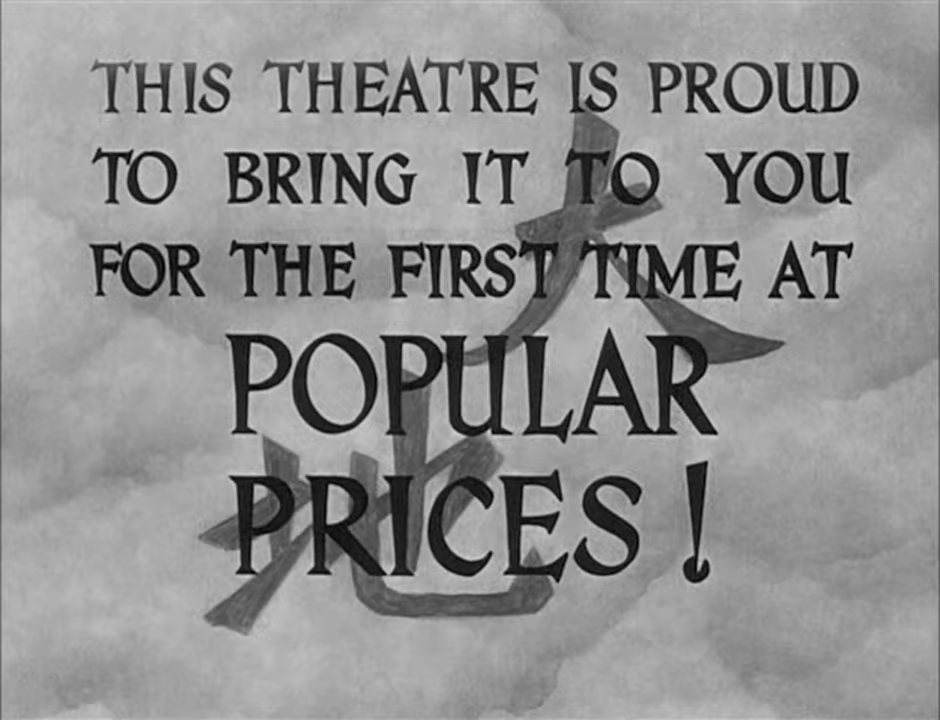 THIS THEATRE IS PROUD
TO BRING IT TO YOU
FOR THE FIRST TIME AT
POPULAR
PRICES!
大
地